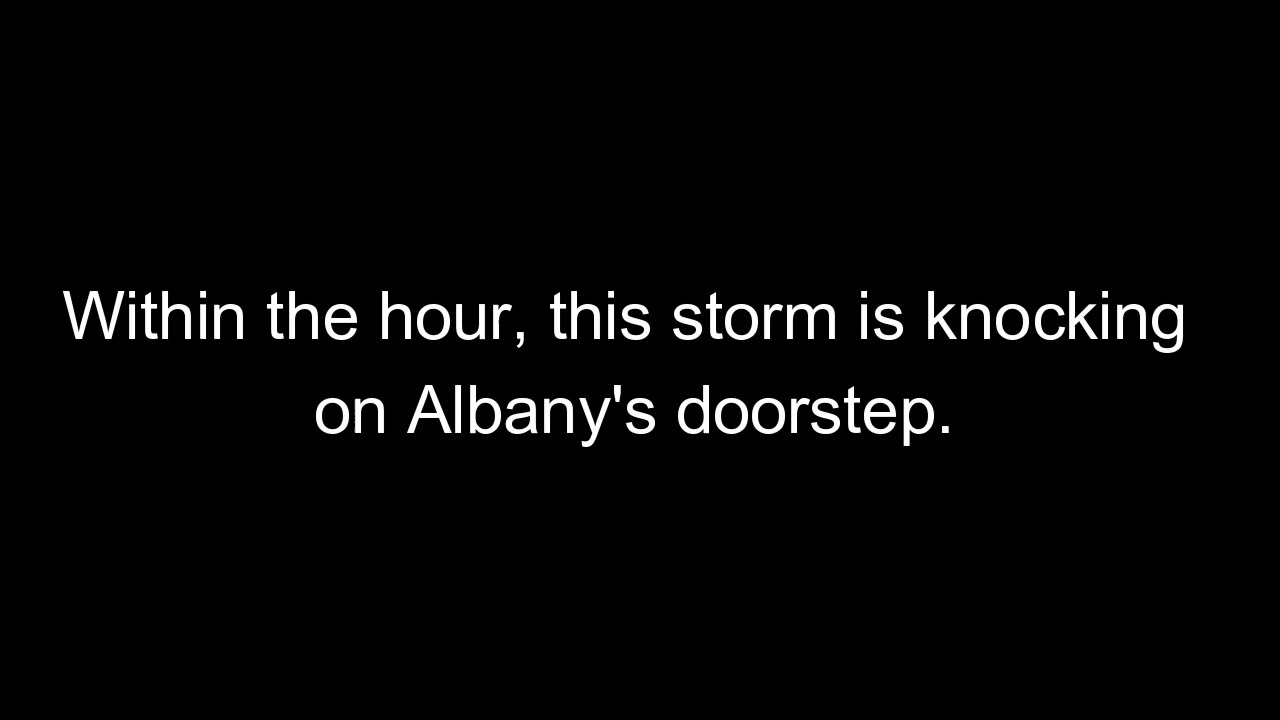 Within the hour, this storm is knocking
on Albany's doorstep.